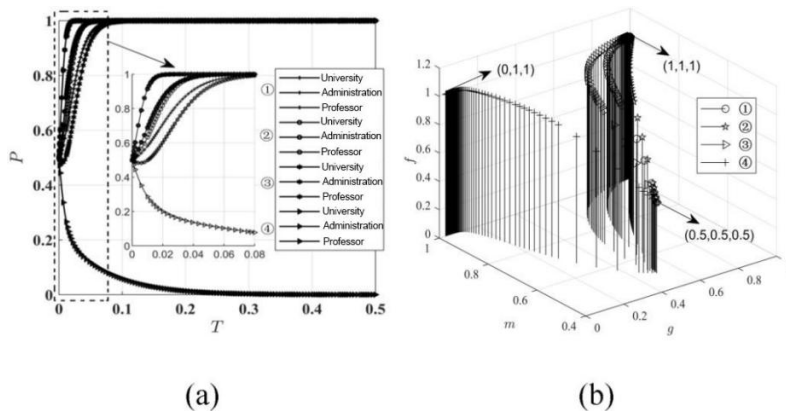 1
0.8
0.6
P
0.4
0.2
0
0 0.1 0.2 0.3 0.4 0.5
T
1
0.8
0.6
0.4
0.2
0
0 0.02 0.04 0.06 0.08
University
① Administration
Professor
University
② Administration
Professor
University
③ Administration
Professor
University
④ Administration
Professor
(a)
(b)
1.2
1
0.8
0.6
f
0.4
0.2
0
1
0.8
m
0.6
0.4
0
0.2
0.4
g
0.6
0.8
(0,1,1)
(1,1,1)
①
②
③
④
(0.5,0.5,0.5)